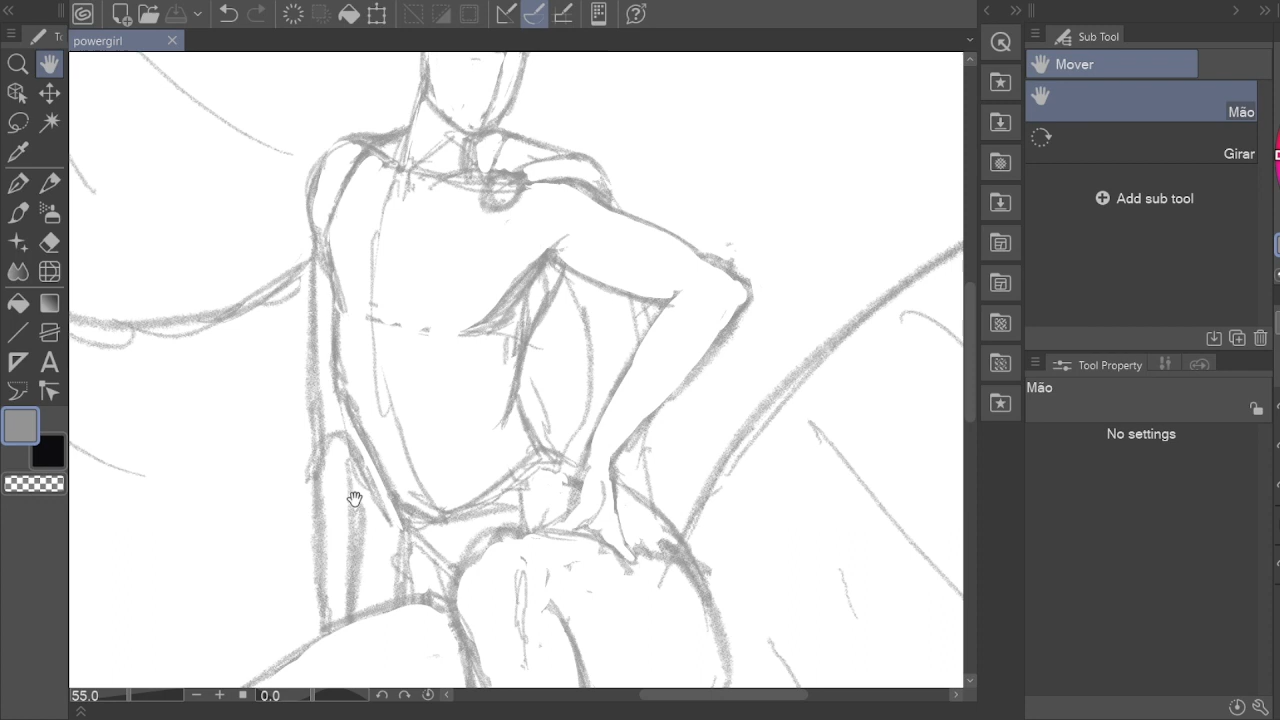 powergirl
Sub Tool
Mover
Mão
Girar
Add sub tool
Tool Property
Mão
No settings
55.0
0.0